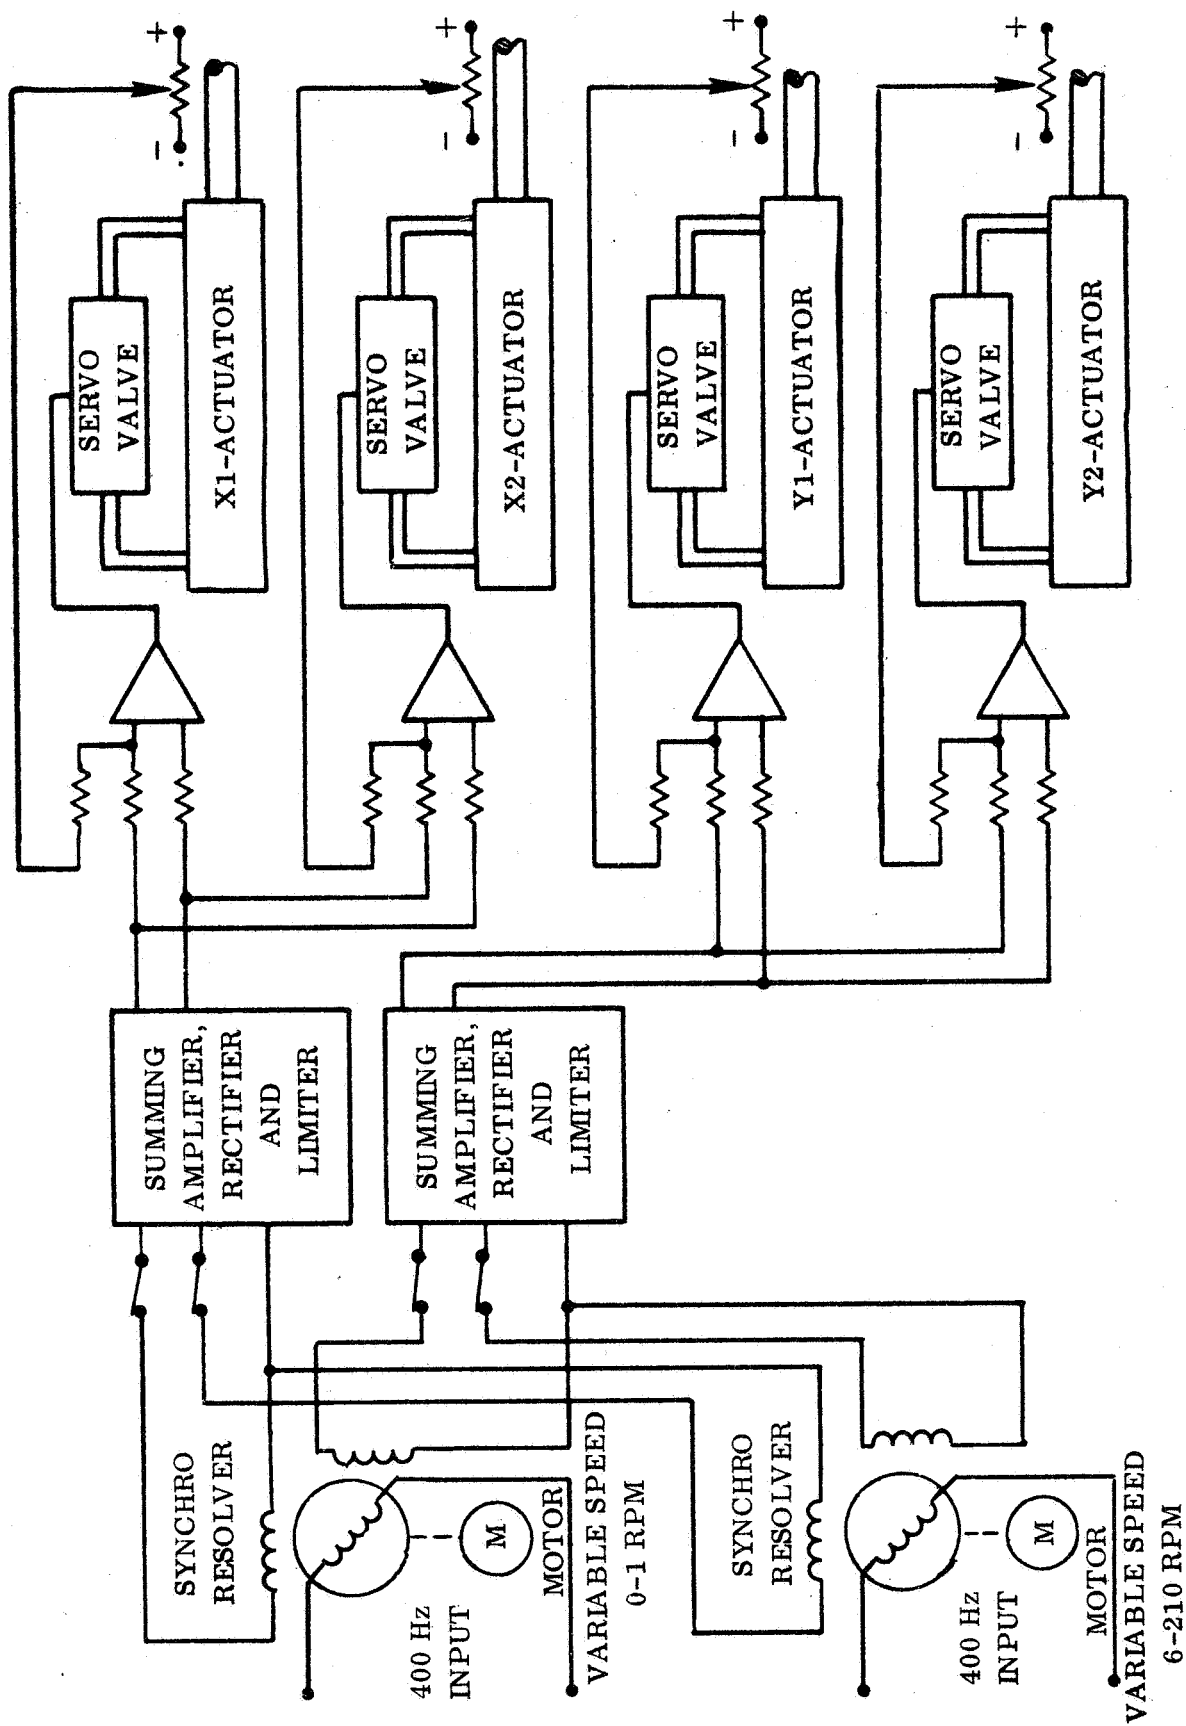 SYNCHRO
RESOLVER
400 Hz
INPUT
M
MOTOR
VARIABLE SPEED
0-1 RPM
SYNCHRO
RESOLVER
400 Hz
INPUT
M
MOTOR
VARIABLE SPEED
6-210 RPM
SUMMING
AMPLIFIER,
RECTIFIER
AND
LIMITER
SUMMING
AMPLIFIER,
RECTIFIER
AND
LIMITER
SERVO
VALVE
X1-ACTUATOR
- +
SERVO
VALVE
X2-ACTUATOR
- +
SERVO
VALVE
Y1-ACTUATOR
- +
SERVO
VALVE
Y2-ACTUATOR
- +